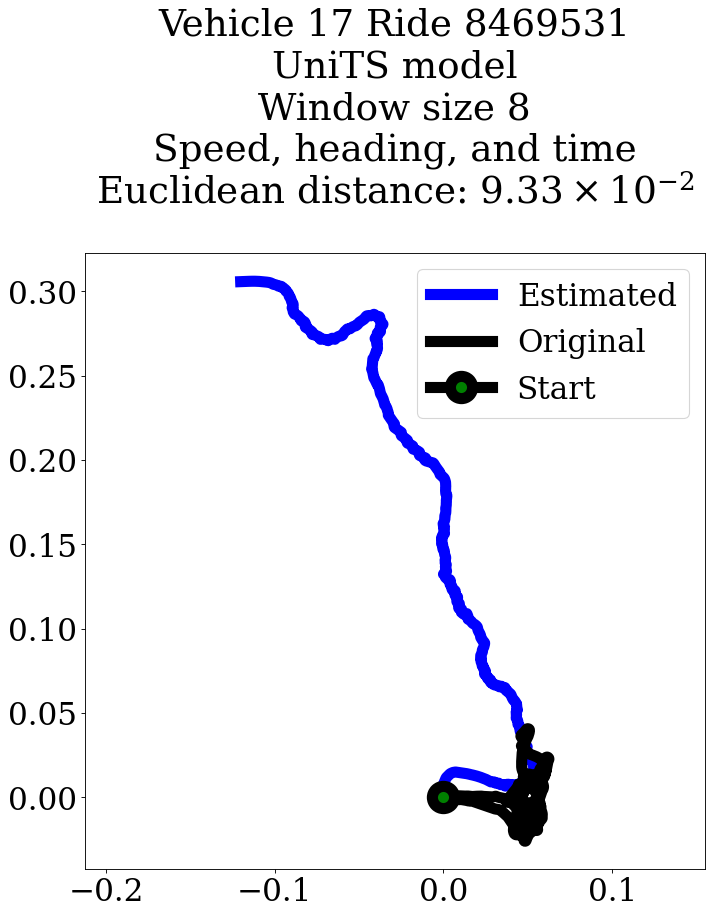 Vehicle 17 Ride 8469531
UniTS model
Window size 8
Speed, heading, and time
Euclidean distance: 9.33 × 10⁻²
Estimated
Original
Start
0.30
0.25
0.20
0.15
0.10
0.05
0.00
−0.2
−0.1
0.0
0.1